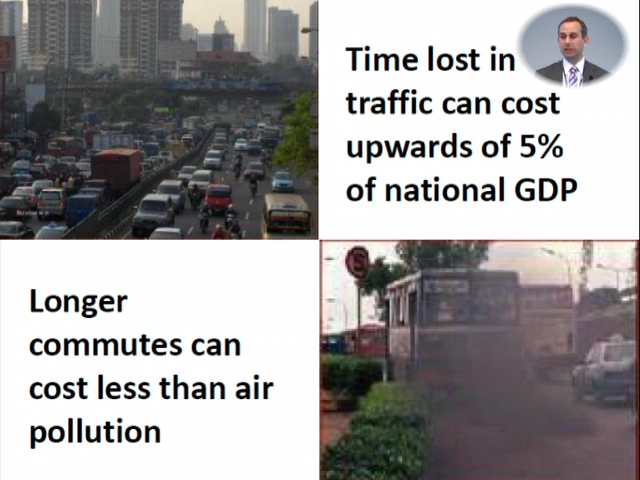 Time lost in
traffic can cost
upwards of 5%
of national GDP
Longer
commutes can
cost less than air
pollution